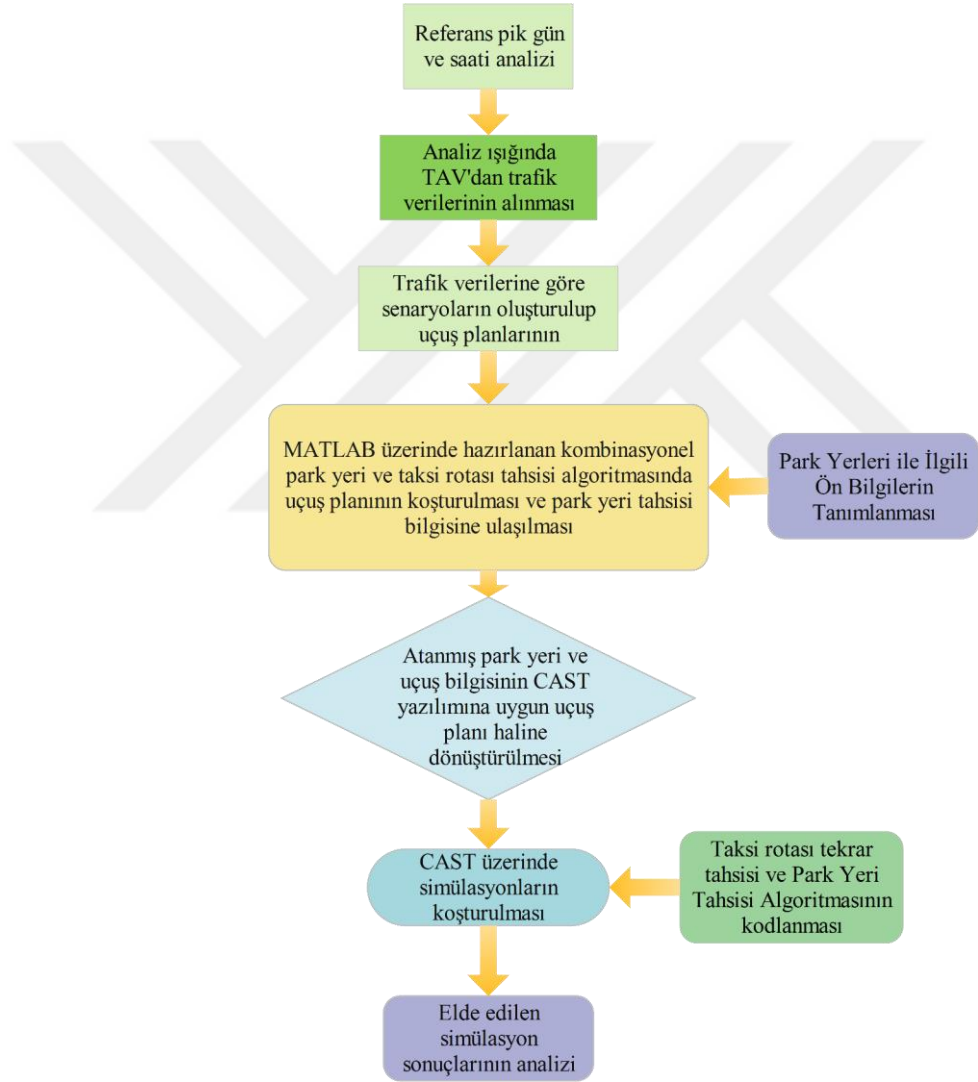 Referans pik gün
ve saati analizi
Analiz ışığında
TAV'dan trafik
verilerinin alınması
Trafik verilerine göre
senaryoların oluşturulup
uçuş planlarının
MATLAB üzerinde hazırlanan kombinasyonel
park yeri ve taksi rotası tahsisi algoritmasında
uçuş planının koşturulması ve park yeri tahsisi
bilgisine ulaşılması
Park Yerleri ile İlgili
Ön Bilgilerin
Tanımlanması
Atanmış park yeri ve
uçuş bilgisinin CAST
yazılımına uygun uçuş
planı haline
dönüştürülmesi
CAST üzerinde
simülasyonların
koşturulması
Taksi rotası tekrar
tahsisi ve Park Yeri
Tahsisi Algoritmasının
kodlanması
Elde edilen
simülasyon
sonuçlarının analizi